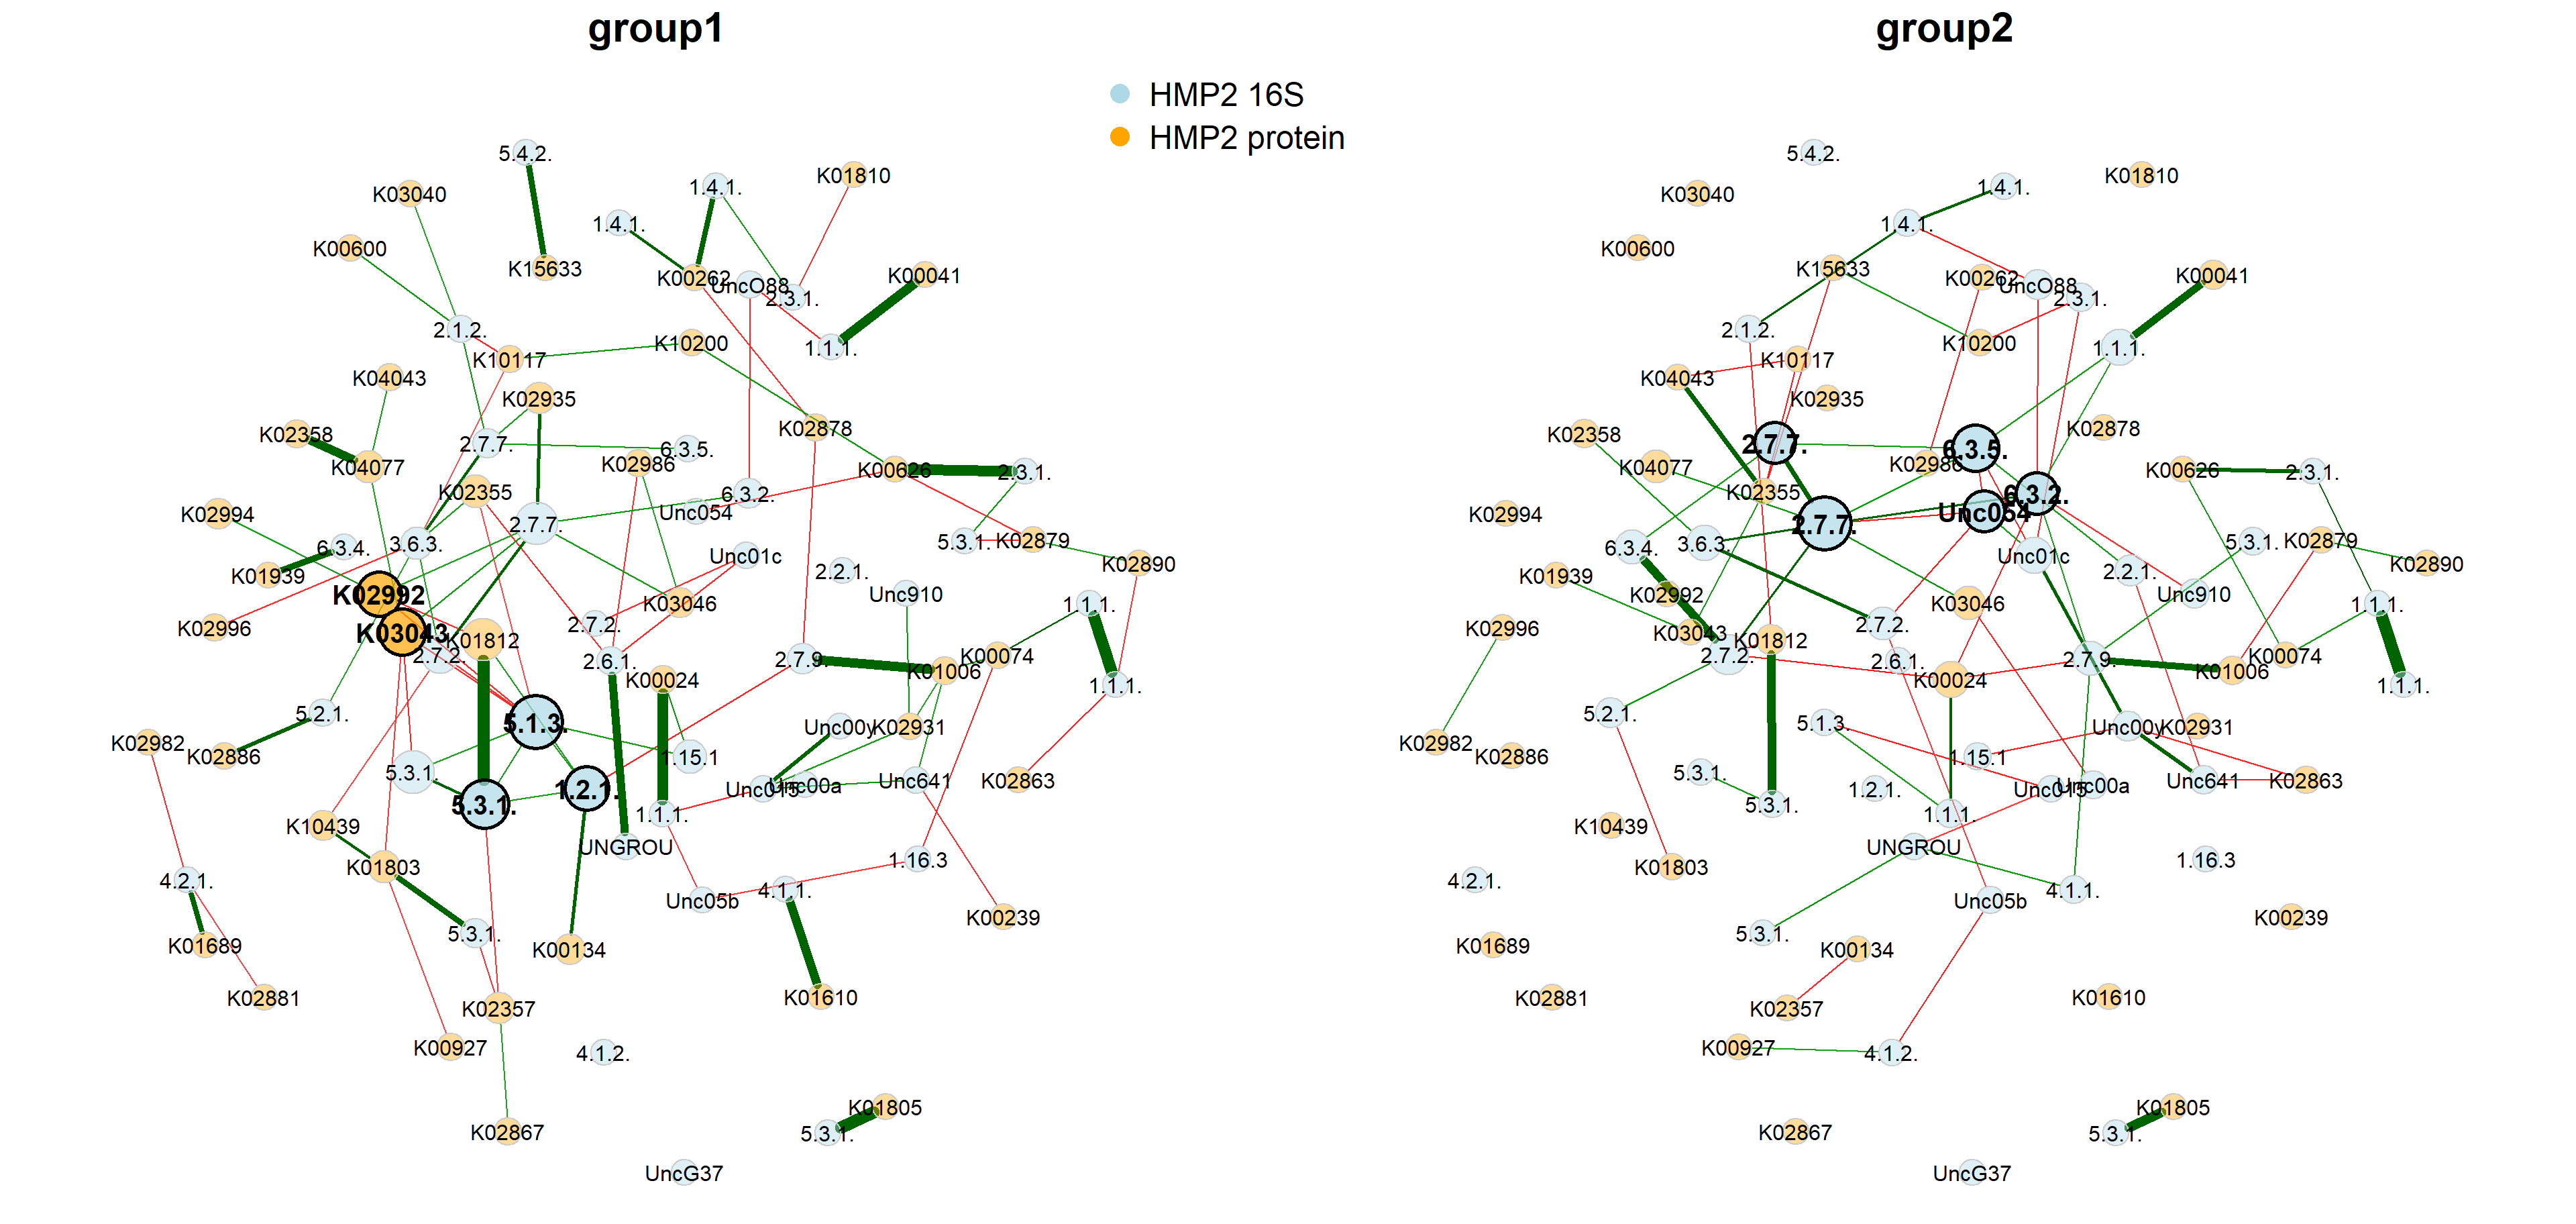 group1
group2
HMP2 16S
HMP2 protein
5.4.2.
K03040
1.4.1.
K01810
1.4.1.
K00600
K15633
K00262
UncO88
2.3.1.
K00041
2.1.2.
K10117
K10200
1.1.1.
K04043
K02935
K02878
K02358
2.7.7.
6.3.5.
K04077
K02986
K00626
2.3.1.
K02355
6.3.2.
K02994
Unc054
2.7.7.
6.3.4.
3.6.3.
5.3.1.
K02879
Unc01c
K02890
K01939
2.2.1.
Unc910
K02992
K03046
1.1.1.
K02996
2.7.2.
K03043
K01812
2.7.2.
2.6.1.
2.7.9.
K00074
K01006
K00024
1.1.1.
5.2.1.
5.1.3.
Unc00y
K02931
K02982
K02886
1.15.1
5.3.1.
Unc641
K02863
5.3.1.
1.2.1.
Unc015
Unc00a
1.1.1.
K10439
UNGROU
K01803
1.16.3
4.2.1.
4.1.1.
Unc05b
K00239
5.3.1.
K01689
K00134
K02881
K02357
K01610
K00927
4.1.2.
K01805
K02867
5.3.1.
UncG37
5.4.2.
K03040
1.4.1.
K01810
1.4.1.
K00600
K15633
K00262
UncO88
2.3.1.
K00041
2.1.2.
K10117
K10200
1.1.1.
K04043
K02935
K02878
K02358
2.7.7.
6.3.5.
K04077
K02986
K00626
2.3.1.
K02355
6.3.2.
K02994
Unc054
2.7.7.
6.3.4.
3.6.3.
5.3.1.
K02879
Unc01c
K02890
K01939
2.2.1.
Unc910
K02992
K03046
1.1.1.
K02996
2.7.2.
K03043
K01812
2.7.2.
2.6.1.
2.7.9.
K00074
K01006
K00024
1.1.1.
5.2.1.
5.1.3.
Unc00y
K02931
K02982
K02886
1.15.1
5.3.1.
Unc641
K02863
5.3.1.
1.2.1.
Unc015
Unc00a
1.1.1.
K10439
UNGROU
K01803
1.16.3
4.2.1.
4.1.1.
Unc05b
K00239
5.3.1.
K01689
K00134
K02881
K02357
K01610
K00927
4.1.2.
K01805
K02867
5.3.1.
UncG37